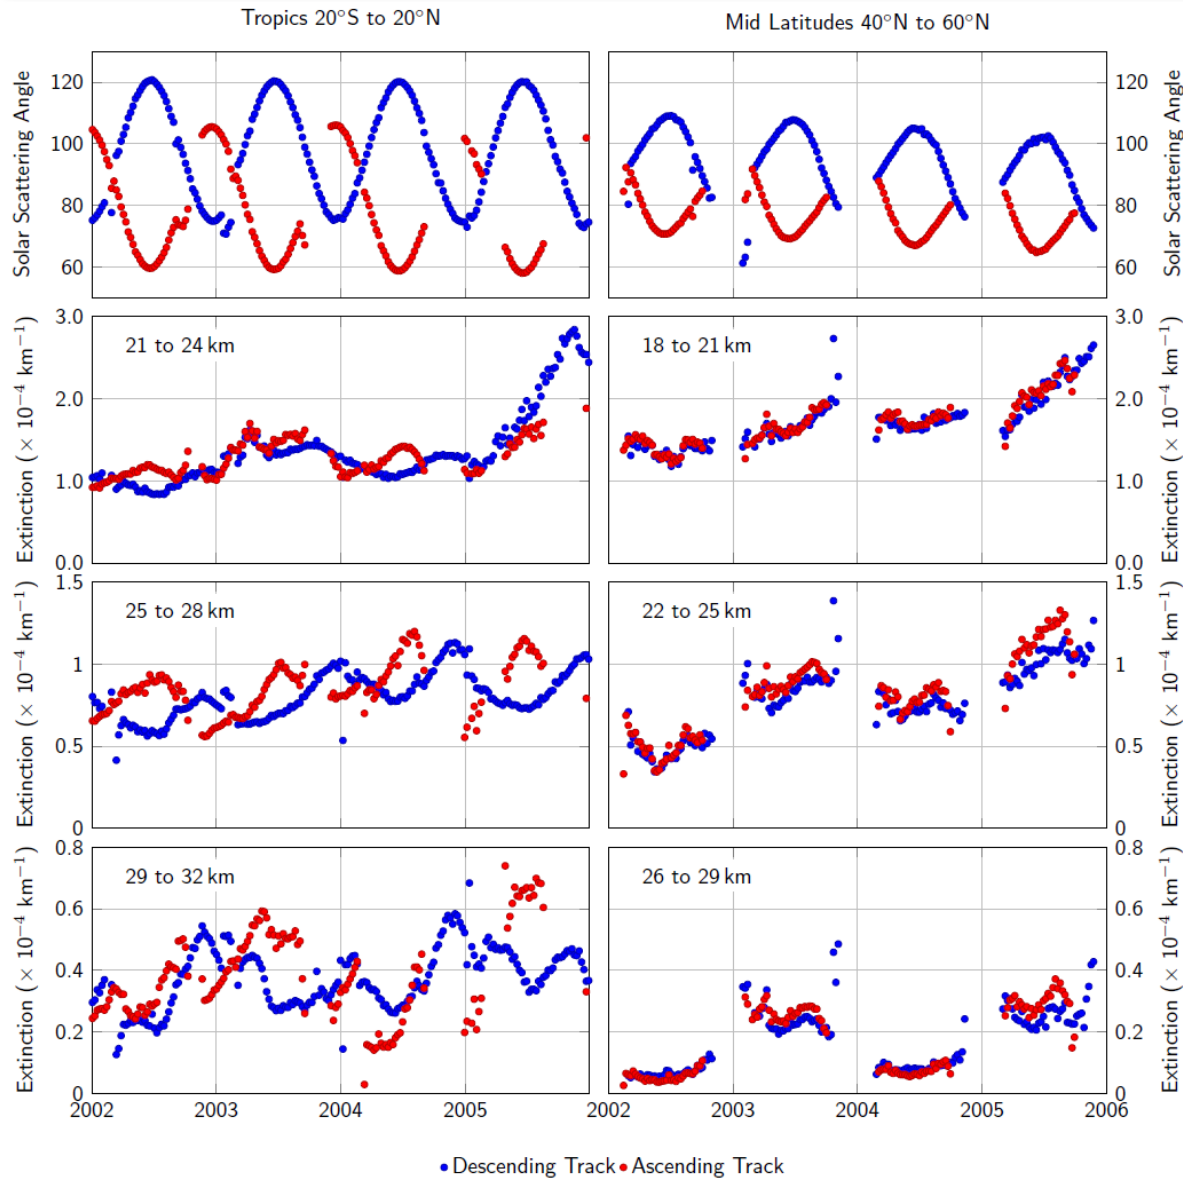 Tropics 20°S to 20°N
Mid Latitudes 40°N to 60°N
Solar Scattering Angle
120
100
80
60
120
100
80
60
Solar Scattering Angle
Extinction (× 10⁻⁴ km⁻¹)
3.0
2.0
1.0
0.0
21 to 24 km
18 to 21 km
3.0
2.0
1.0
0.0
Extinction (× 10⁻⁴ km⁻¹)
Extinction (× 10⁻⁴ km⁻¹)
1.5
1
0.5
0
25 to 28 km
22 to 25 km
1.5
1
0.5
0
Extinction (× 10⁻⁴ km⁻¹)
Extinction (× 10⁻⁴ km⁻¹)
0.8
0.6
0.4
0.2
0
29 to 32 km
26 to 29 km
0.8
0.6
0.4
0.2
0
Extinction (× 10⁻⁴ km⁻¹)
2002 2003 2004 2005 2002 2003 2004 2005 2006
Descending Track Ascending Track